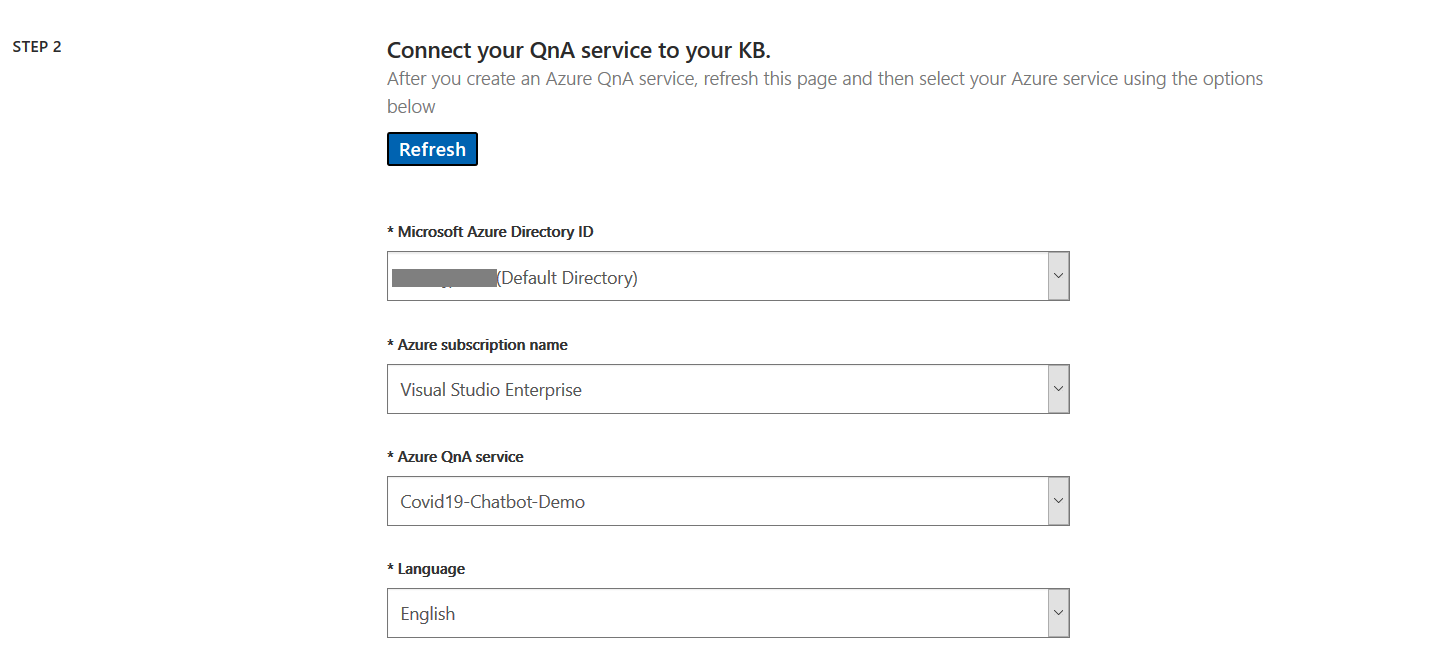 STEP 2
Connect your QnA service to your KB.
After you create an Azure QnA service, refresh this page and then select your Azure service using the options
below
Refresh
* Microsoft Azure Directory ID
(Default Directory)
* Azure subscription name
Visual Studio Enterprise
* Azure QnA service
Covid19-Chatbot-Demo
* Language
English